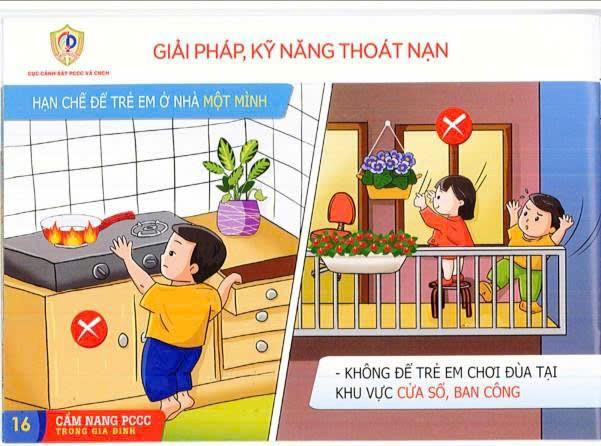 CỤC CẢNH SÁT PCCC VÀ CNCH
GIẢI PHÁP, KỸ NĂNG THOÁT NẠN
HẠN CHẾ ĐỂ TRẺ EM Ở NHÀ MỘT MÌNH
- KHÔNG ĐỂ TRẺ EM CHƠI ĐÙA TẠI
KHU VỰC CỬA SỔ, BAN CÔNG
16
CẨM NANG PCCC
TRONG GIA ĐÌNH